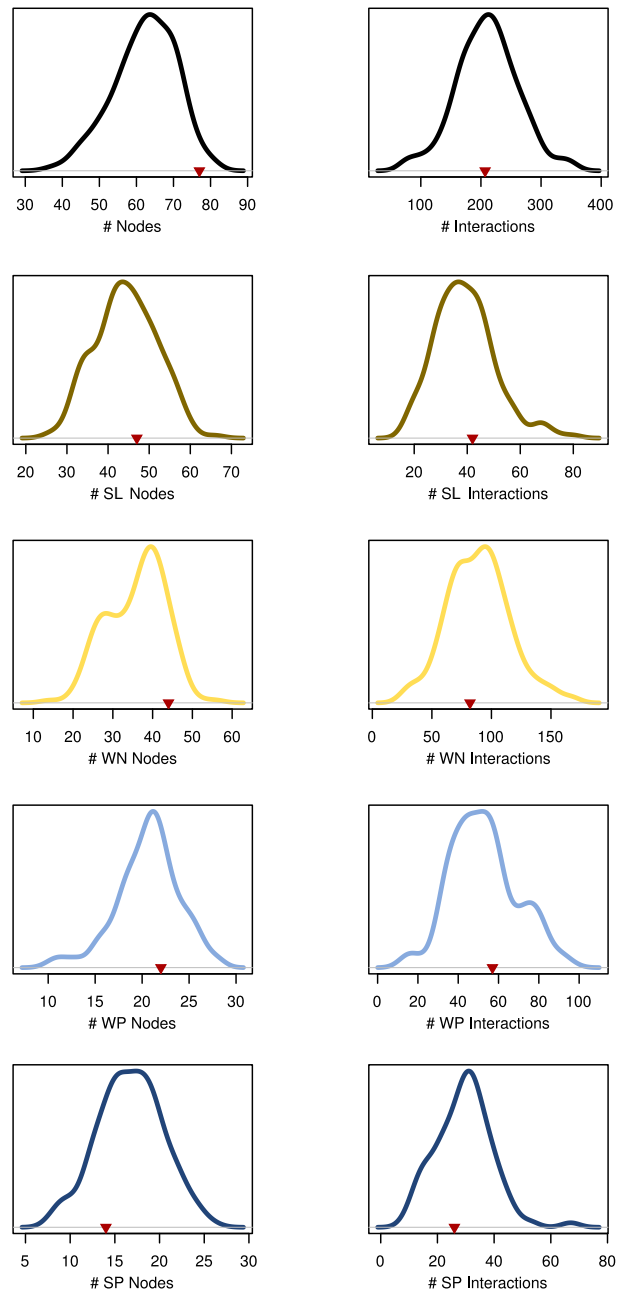 30 40 50 60 70 80 90
# Nodes
100 200 300 400
# Interactions
20 30 40 50 60 70
# SL Nodes
20 40 60 80
# SL Interactions
10 20 30 40 50 60
# WN Nodes
0 50 100 150
# WN Interactions
10 15 20 25 30
# WP Nodes
0 20 40 60 80 100
# WP Interactions
5 10 15 20 25 30
# SP Nodes
0 20 40 60 80
# SP Interactions